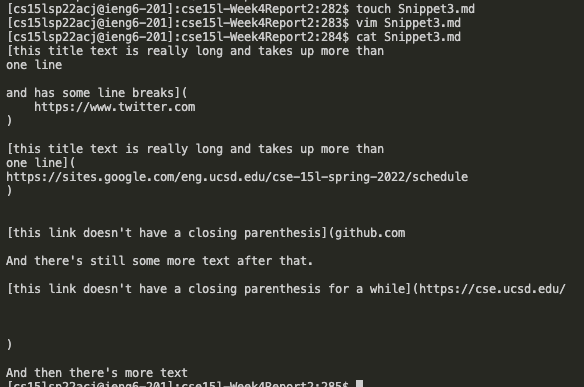 [cs15lsp22acj@ieng6-201]:cse15l-Week4Report2:282$ touch Snippet3.md
[cs15lsp22acj@ieng6-201]:cse15l-Week4Report2:283$ vim Snippet3.md
[cs15lsp22acj@ieng6-201]:cse15l-Week4Report2:284$ cat Snippet3.md
[this title text is really long and takes up more than
one line
and has some line breaks](
https://www.twitter.com
)
[this title text is really long and takes up more than
one line](
https://sites.google.com/eng.ucsd.edu/cse-15l-spring-2022/schedule
)
[this link doesn't have a closing parenthesis](github.com
And there's still some more text after that.
[this link doesn't have a closing parenthesis for a while](https://cse.ucsd.edu/
)
And then there's more text
[cs15lsp22acj@ieng6-201]:cse15l-Week4Report2:285$